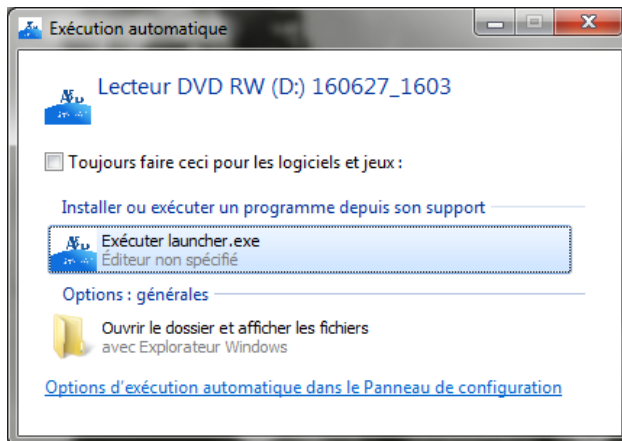 Exécution automatique
Lecteur DVD RW (D:) 160627_1603
Toujours faire ceci pour les logiciels et jeux :
Installer ou exécuter un programme depuis son support
Exécuter launcher.exe
Éditeur non spécifié
Options : générales
Ouvrir le dossier et afficher les fichiers
avec Explorateur Windows
Options d'exécution automatique dans le Panneau de configuration